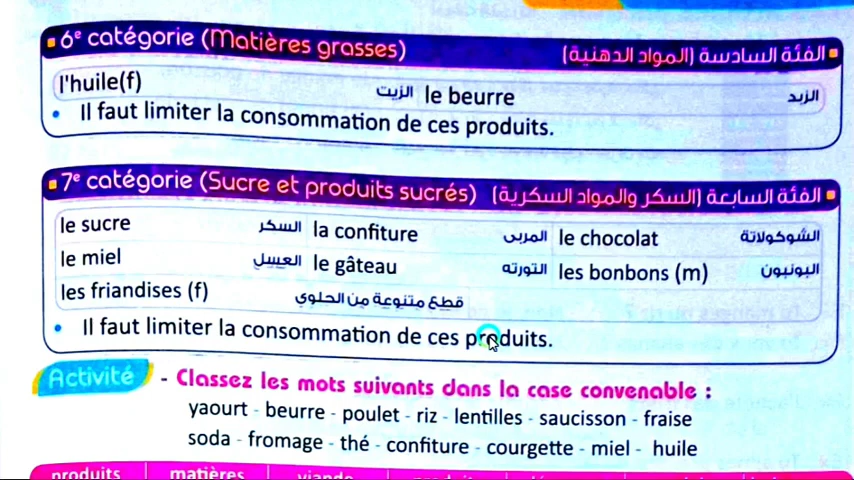 6e catégorie (Matières grasses) الفئة السادسة (المواد الدهنية)
l'huile(f) الزيت le beurre الزبد
• Il faut limiter la consommation de ces produits.
7e catégorie (Sucre et produits sucrés) الفئة السابعة (السكر والمواد السكرية)
le sucre السكر la confiture المربى le chocolat الشوكولاتة
le miel العسل le gâteau التورته les bonbons (m) البونبون
les friandises (f) قطع متنوعة من الحلوي
• Il faut limiter la consommation de ces produits.
Activité - Classez les mots suivants dans la case convenable :
yaourt - beurre - poulet - riz - lentilles - saucisson - fraise
soda - fromage - thé - confiture - courgette - miel - huile
produits matières viande